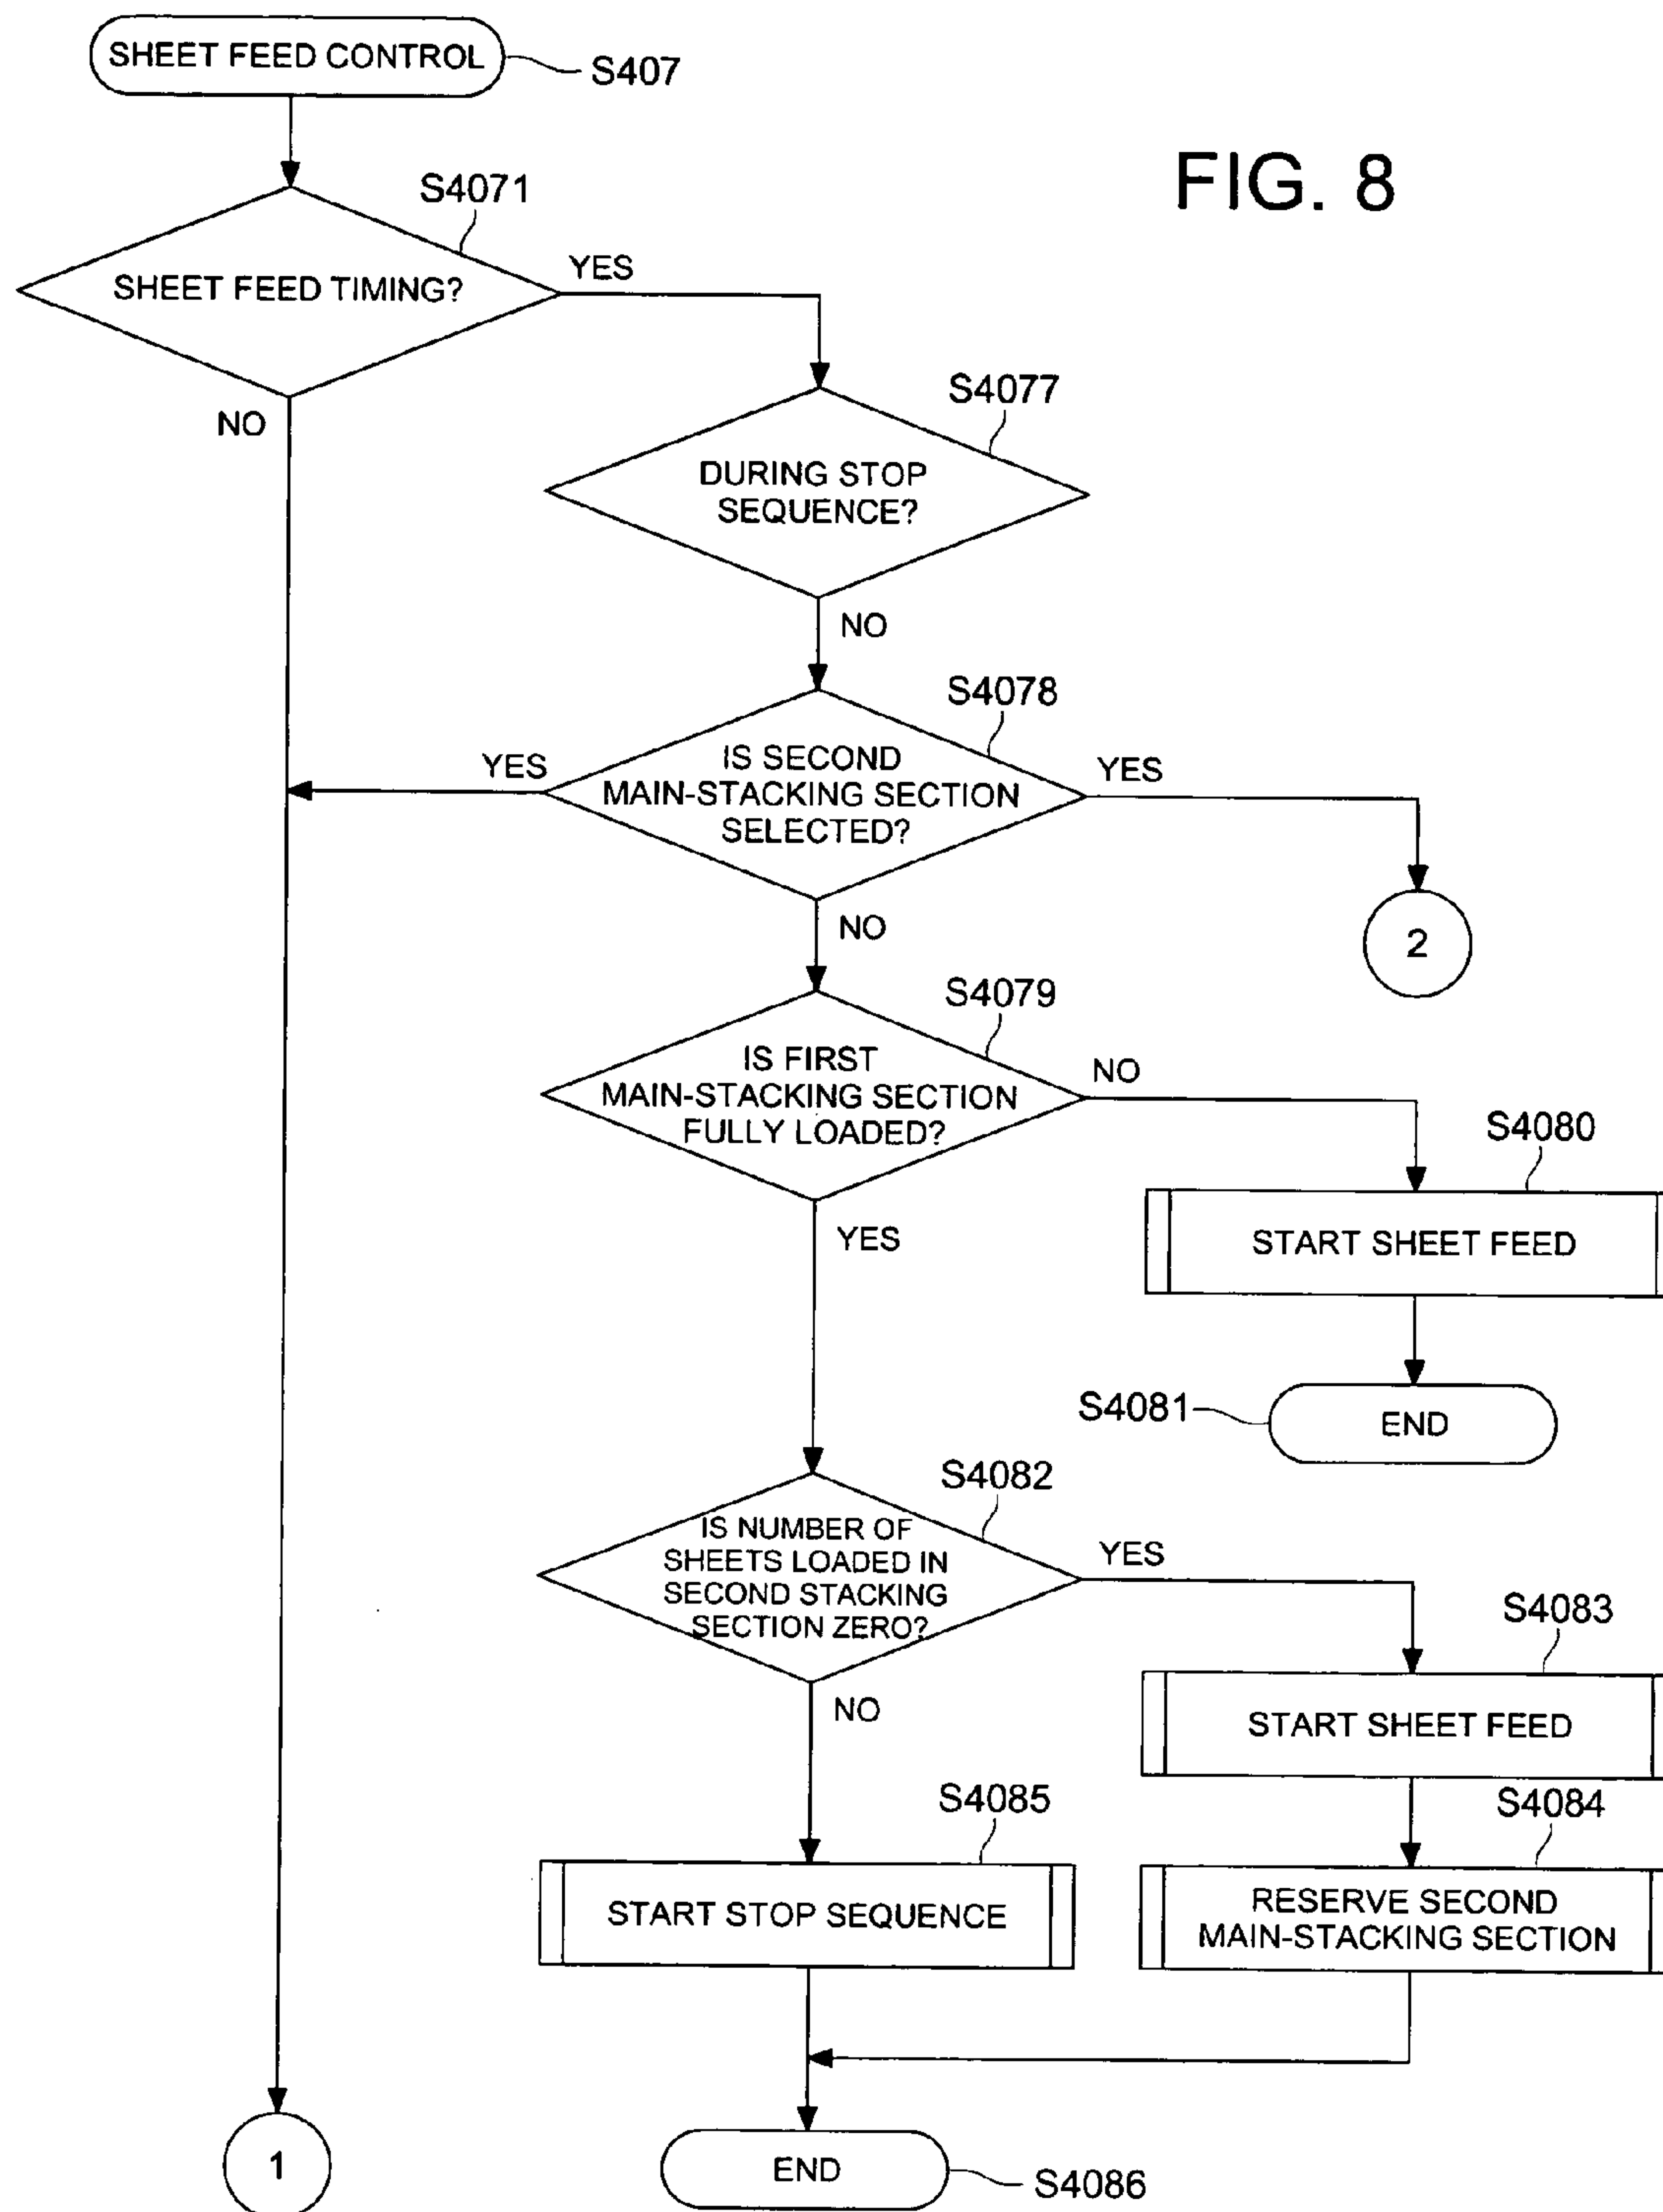 SHEET FEED CONTROL
S407
FIG. 8
S4071
SHEET FEED TIMING?
YES
NO
S4077
DURING STOP
SEQUENCE?
NO
S4078
YES
IS SECOND
MAIN-STACKING SECTION
SELECTED?
YES
2
NO
S4079
IS FIRST
MAIN-STACKING SECTION
FULLY LOADED?
NO
S4080
START SHEET FEED
YES
S4081
END
S4082
IS NUMBER OF
SHEETS LOADED IN
SECOND STACKING
SECTION ZERO?
YES
S4083
START SHEET FEED
NO
S4085
S4084
START STOP SEQUENCE
RESERVE SECOND
MAIN-STACKING SECTION
1
END
S4086